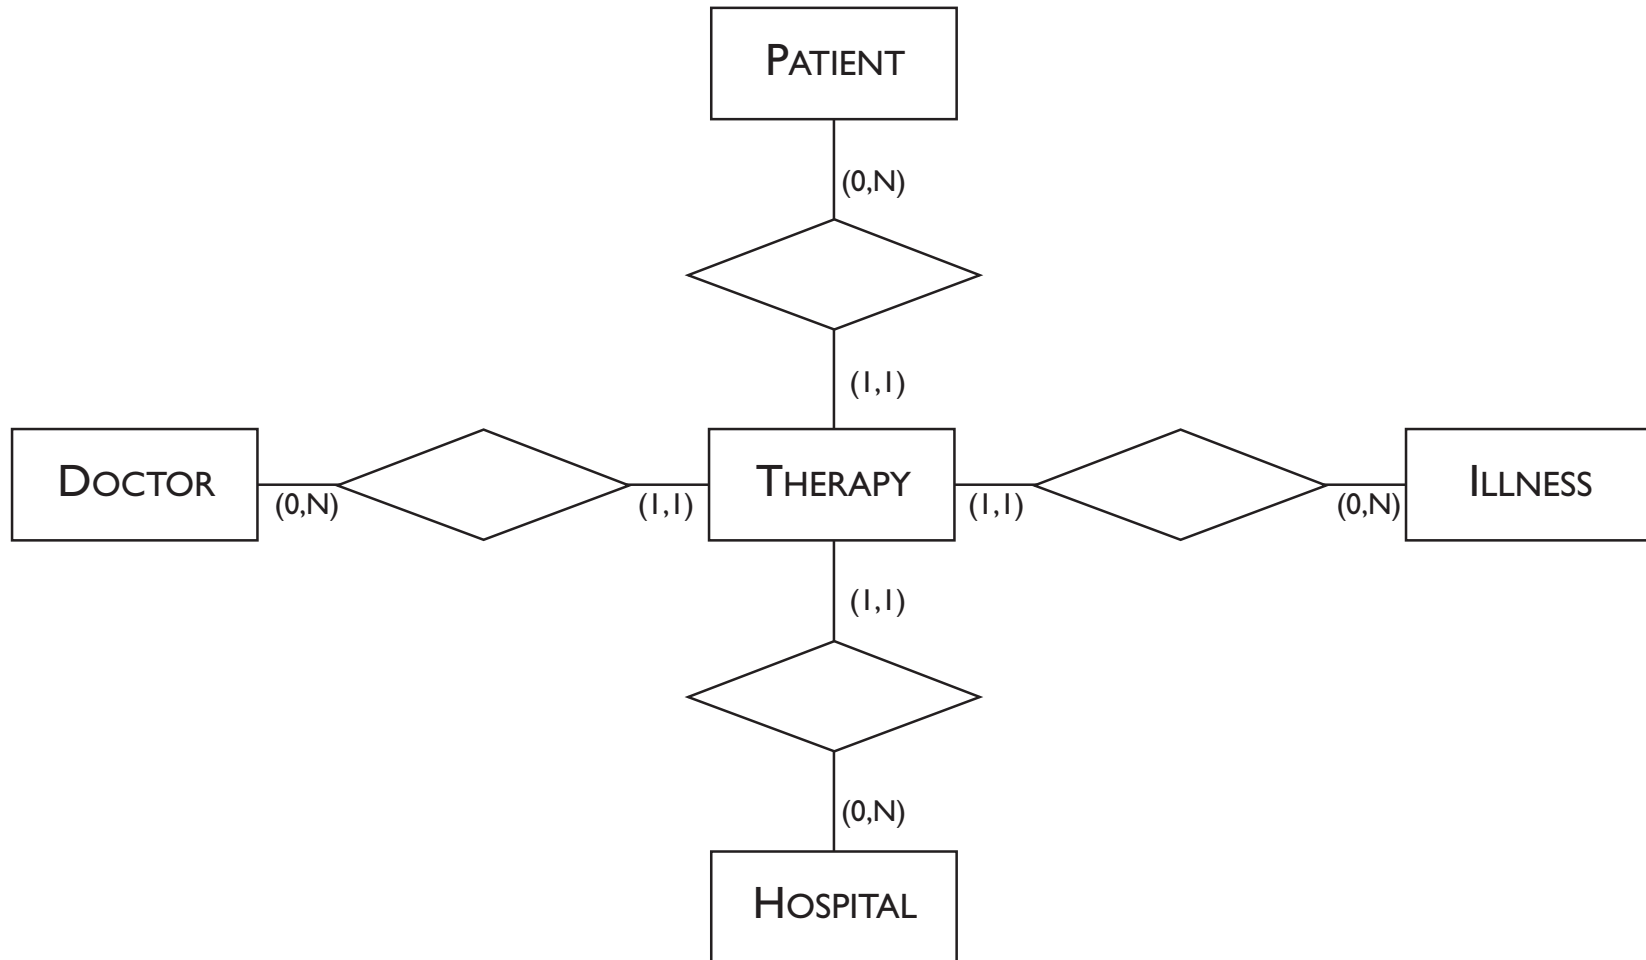 PATIENT
(0,N)
(1,1)
DOCTOR
(0,N)
(1,1)
THERAPY
(1,1)
(0,N)
ILLNESS
(1,1)
(0,N)
HOSPITAL